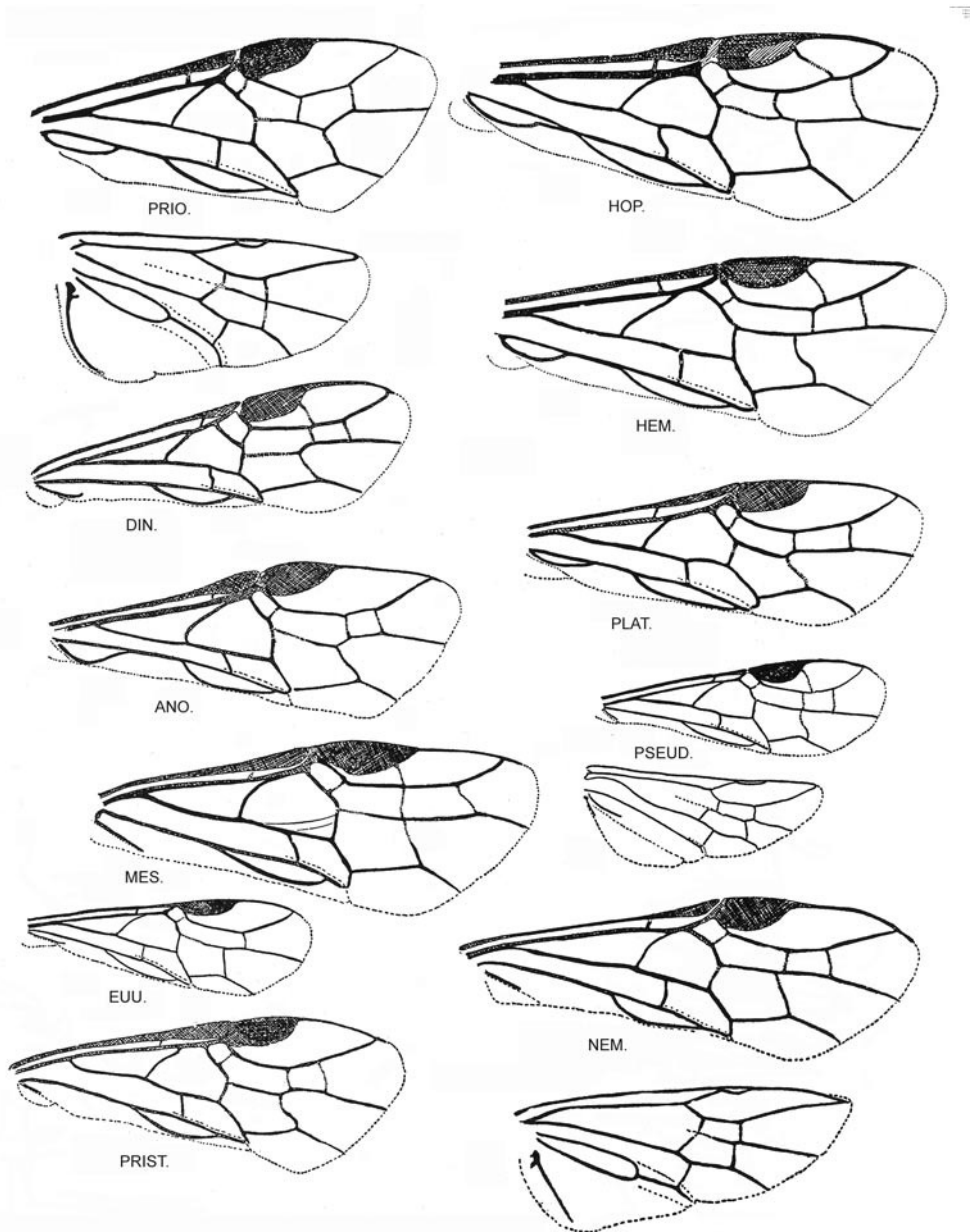 PRIO.
HOP.
HEM.
DIN.
PLAT.
ANO.
PSEUD.
MES.
EUU.
NEM.
PRIST.